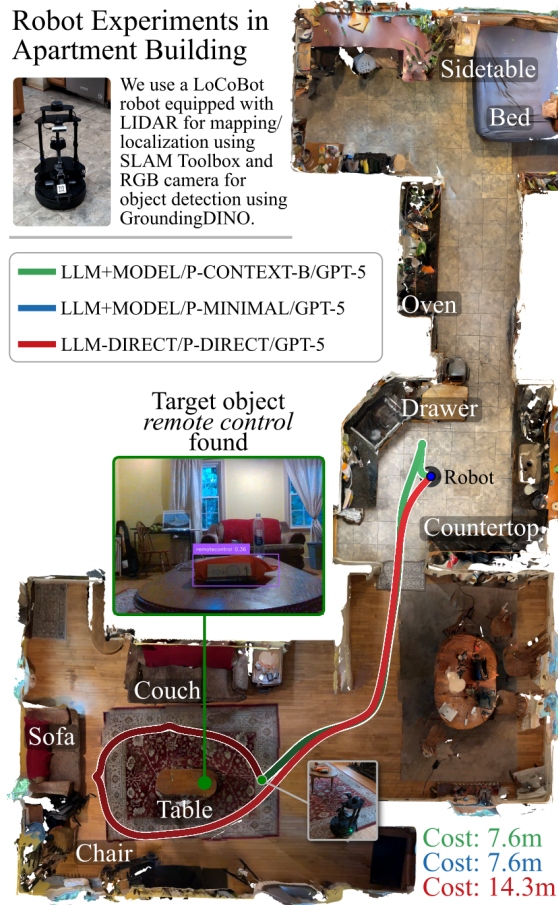 Robot Experiments in
Apartment Building
We use a LoCoBot
robot equipped with
LIDAR for mapping/
localization using
SLAM Toolbox and
RGB camera for
object detection using
GroundingDINO.
LLM+MODEL/P-CONTEXT-B/GPT-5
LLM+MODEL/P-MINIMAL/GPT-5
LLM-DIRECT/P-DIRECT/GPT-5
Sidetable
Bed
Oven
Drawer
Target object
remote control
found
remotecontrol 0.36
Robot
Countertop
Couch
Sofa
Table
Chair
Cost: 7.6m
Cost: 7.6m
Cost: 14.3m